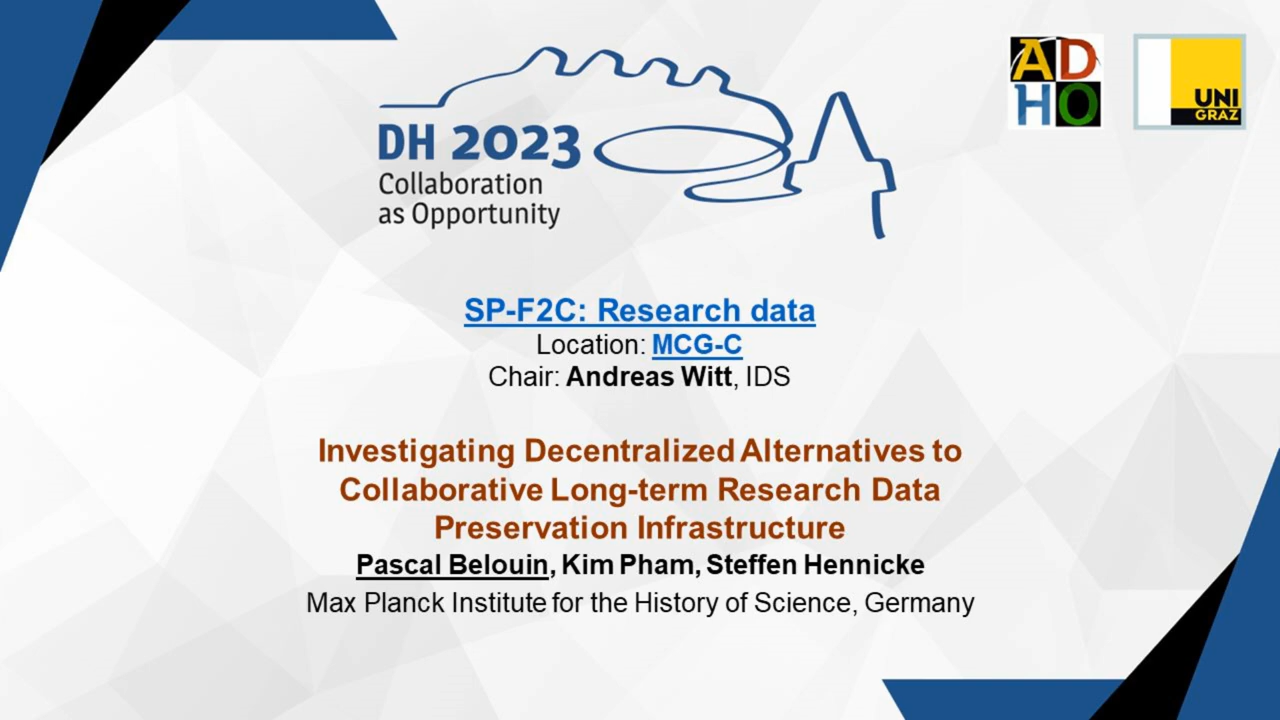 AD
HO
UNI
GRAZ
DH 2023
Collaboration
as Opportunity
SP-F2C: Research data
Location: MCG-C
Chair: Andreas Witt, IDS
Investigating Decentralized Alternatives to
Collaborative Long-term Research Data
Preservation Infrastructure
Pascal Belouin, Kim Pham, Steffen Hennicke
Max Planck Institute for the History of Science, Germany